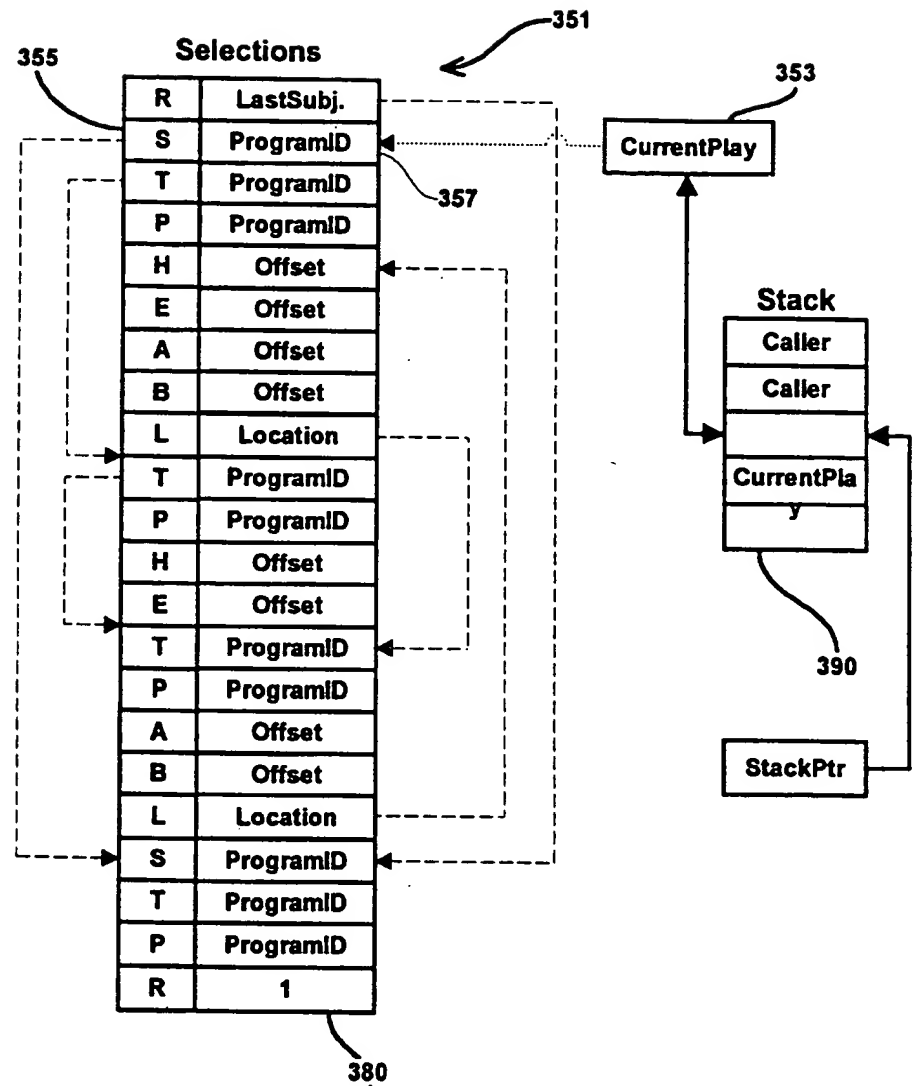 351
Selections
355
353
R LastSubj.
S ProgramID
CurrentPlay
T ProgramID
357
P ProgramID
H Offset
E Offset
Stack
A Offset
Caller
B Offset
Caller
L Location
T ProgramID
CurrentPla
y
P ProgramID
H Offset
E Offset
T ProgramID
390
P ProgramID
A Offset
B Offset
StackPtr
L Location
S ProgramID
T ProgramID
P ProgramID
R 1
380